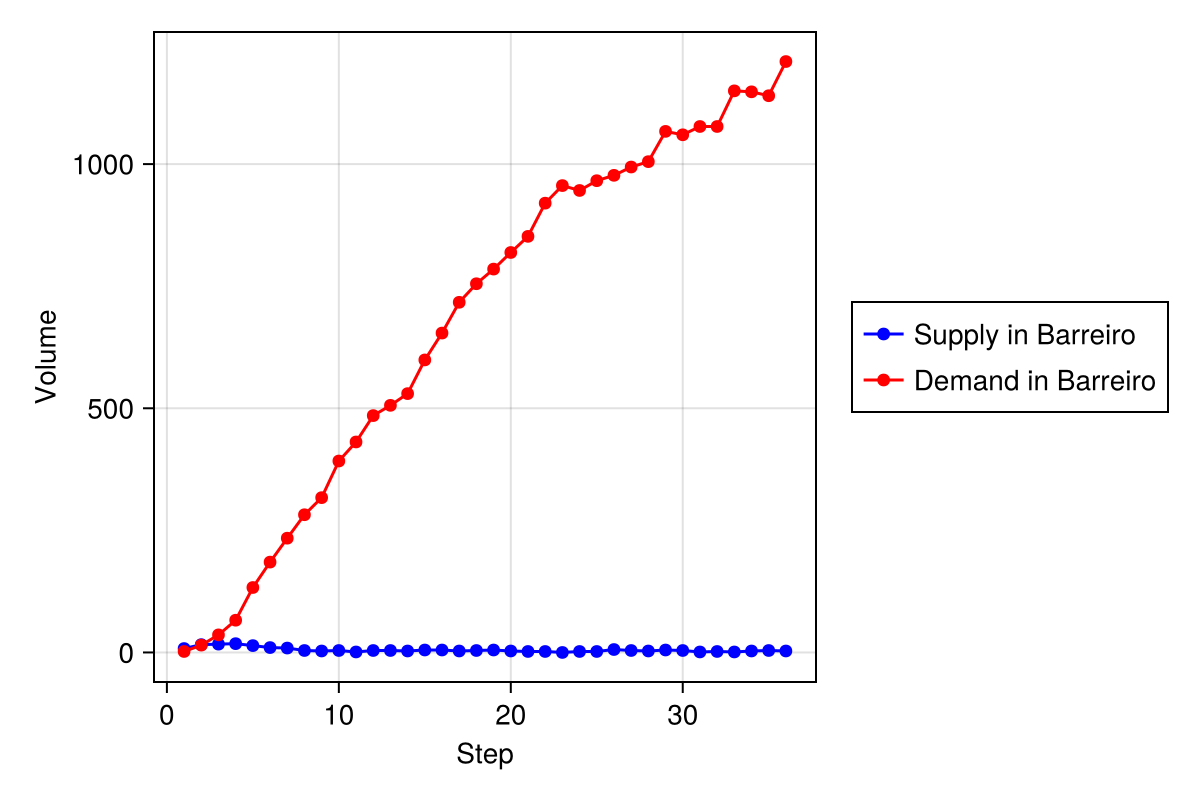 1000
500
0
0 10 20 30
Volume
Step
Supply in Barreiro
Demand in Barreiro